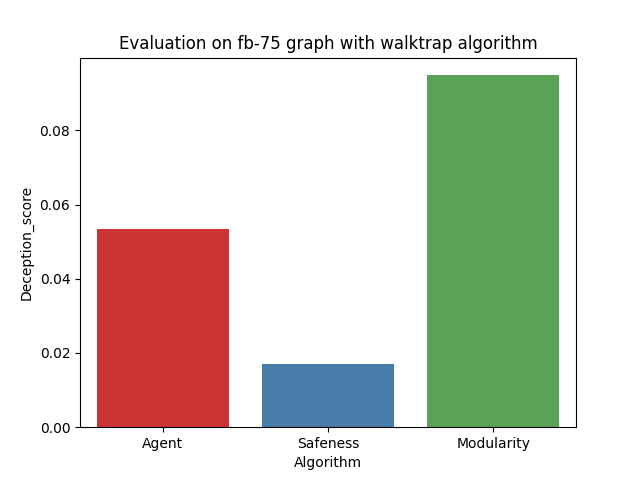 Evaluation on fb-75 graph with walktrap algorithm
Deception_score
0.08
0.06
0.04
0.02
0.00
Agent
Safeness
Modularity
Algorithm